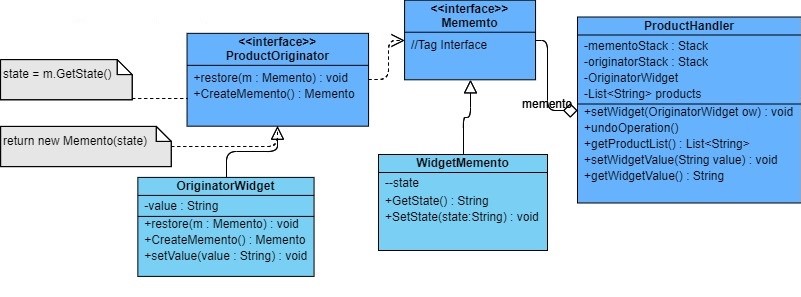 state = m.GetState()
return new Memento(state)
<<interface>>
ProductOriginator
+restore(m : Memento) : void
+CreateMemento() : Memento
<<interface>>
Mememto
//Tag Interface
memento
ProductHandler
-mementoStack : Stack
-originatorStack : Stack
-OriginatorWidget
-List<String> products
+setWidget(OriginatorWidget ow) : void
+undoOperation()
+getProductList() : List<String>
+setWidgetValue(String value) : void
+getWidgetValue() : String
OriginatorWidget
-value : String
+restore(m : Memento) : void
+CreateMemento() : Memento
+setValue(value : String) : void
WidgetMemento
--state
+GetState() : String
+SetState(state:String) : void